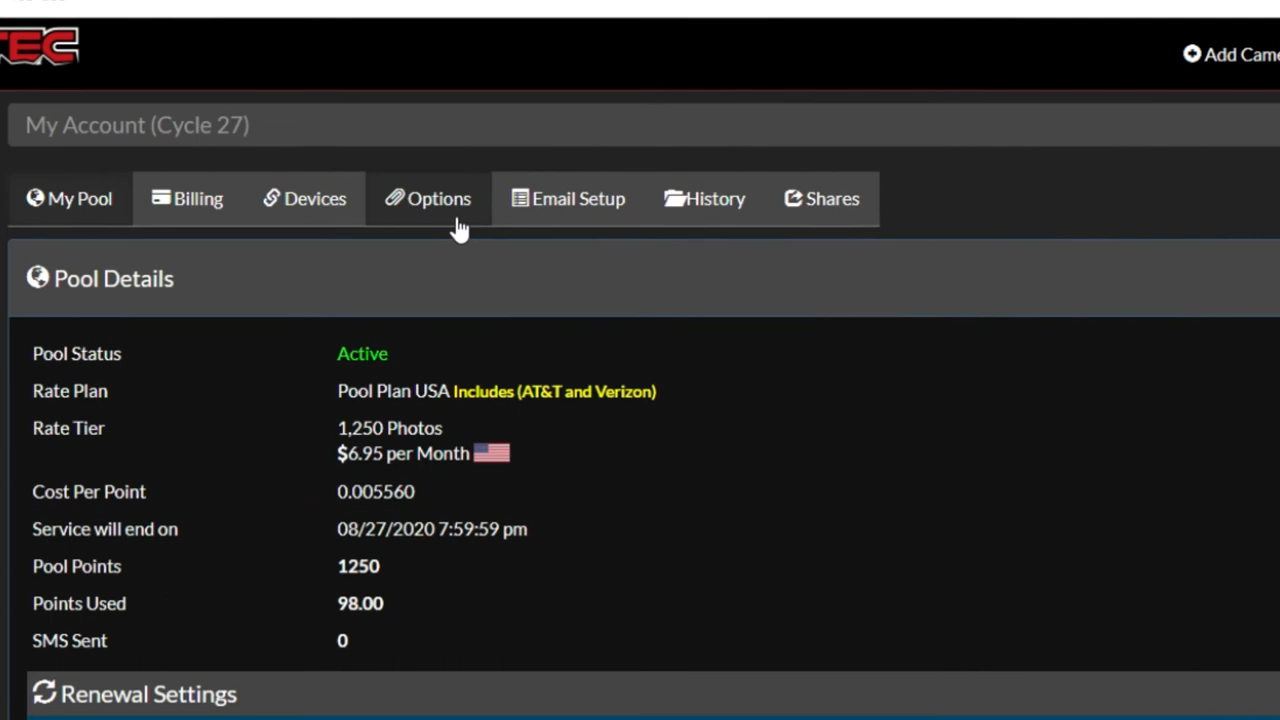 TEC
Add Came
My Account (Cycle 27)
My Pool Billing Devices Options Email Setup History Shares
Pool Details
Pool Status Active
Rate Plan Pool Plan USA Includes (AT&T and Verizon)
Rate Tier 1,250 Photos
$6.95 per Month
Cost Per Point 0.005560
Service will end on 08/27/2020 7:59:59 pm
Pool Points 1250
Points Used 98.00
SMS Sent 0
Renewal Settings